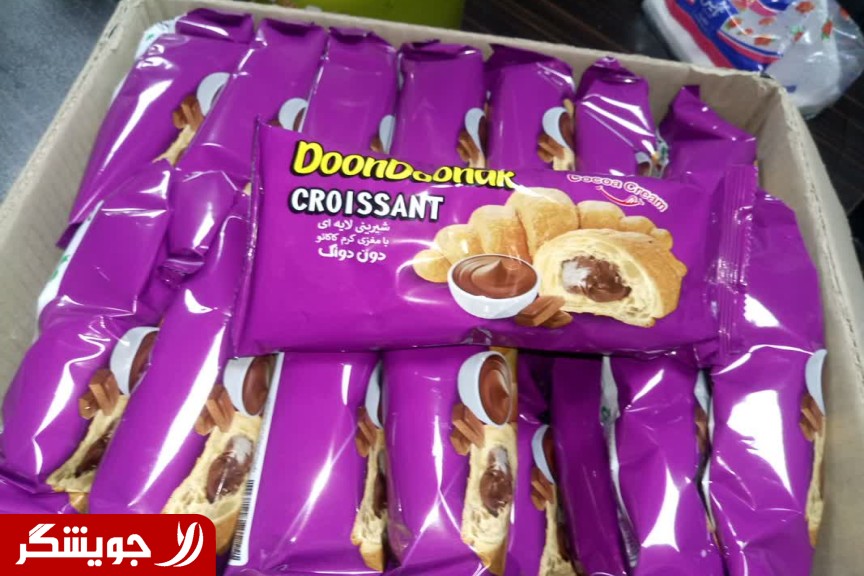 DoonDoonak
CROISSANT
Cocoa Cream
شیرینی لایه ای
با مغزی کرم کاکائو
دون دونک
جویشگر